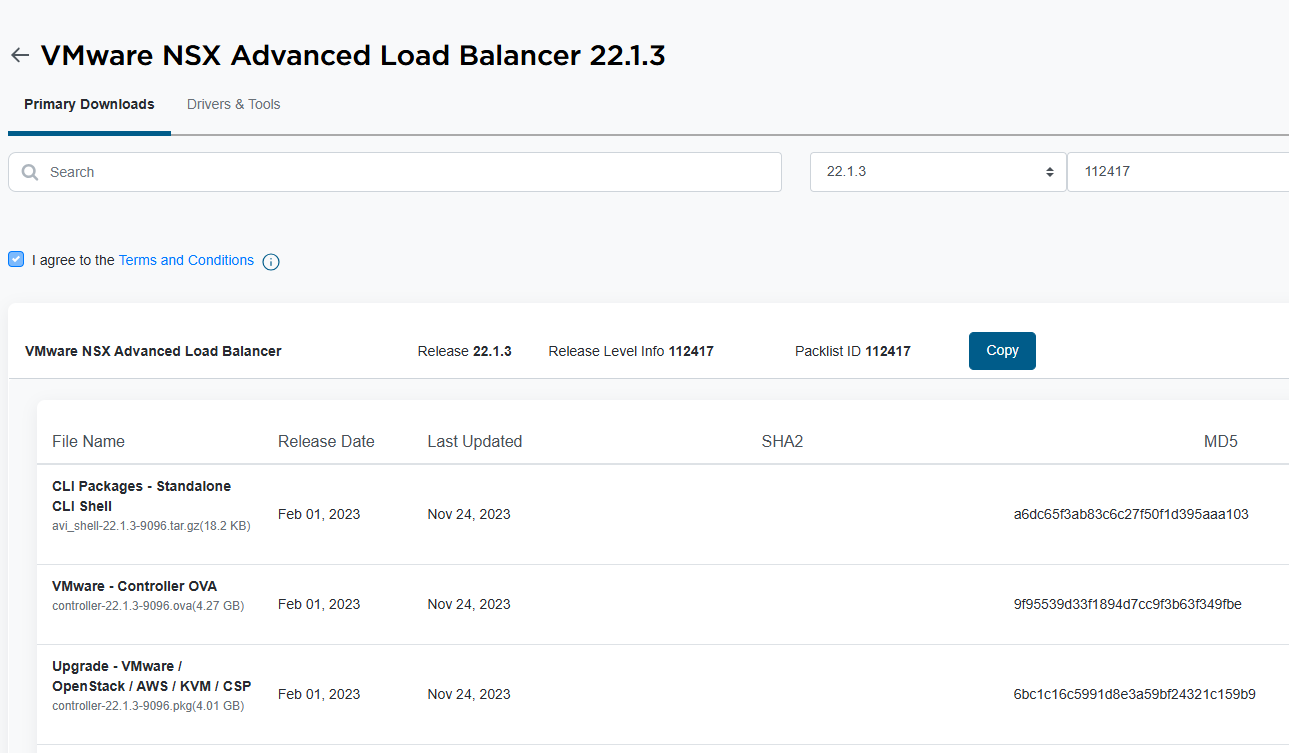 VMware NSX Advanced Load Balancer 22.1.3
Primary Downloads Drivers & Tools
Search 22.1.3 112417
I agree to the Terms and Conditions
VMware NSX Advanced Load Balancer Release 22.1.3 Release Level Info 112417 Packlist ID 112417 Copy
File Name Release Date Last Updated SHA2 MD5
CLI Packages - Standalone
CLI Shell
avi_shell-22.1.3-9096.tar.gz(18.2 KB)
Feb 01, 2023 Nov 24, 2023 a6dc65f3ab83c6c27f50f1d395aaa103
VMware - Controller OVA
controller-22.1.3-9096.ova(4.27 GB)
Feb 01, 2023 Nov 24, 2023 9f95539d33f1894d7cc9f3b63f349fbe
Upgrade - VMware /
OpenStack / AWS / KVM / CSP
controller-22.1.3-9096.pkg(4.01 GB)
Feb 01, 2023 Nov 24, 2023 6bc1c16c5991d8e3a59bf24321c159b9